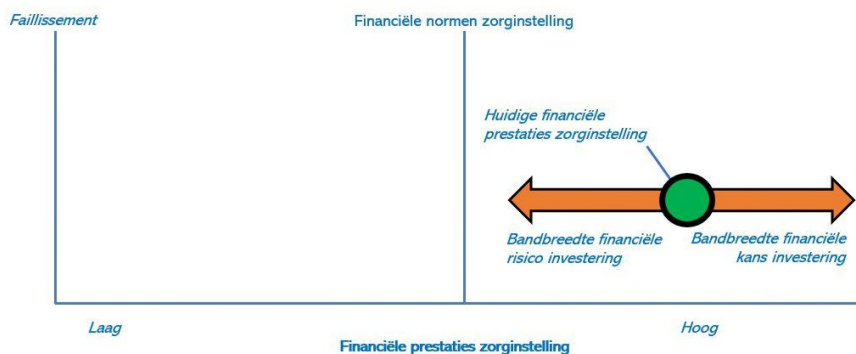 Faillissement
Financiële normen zorginstelling
Huidige financiële
prestaties zorginstelling
Bandbreedte financiële
risico investering
Bandbreedte financiële
kans investering
Laag
Hoog
Financiële prestaties zorginstelling